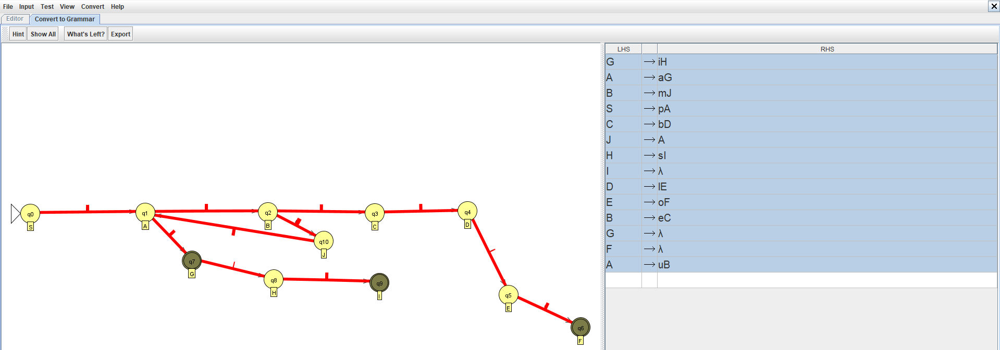 File Input Test View Convert Help
Editor Convert to Grammar
Hint Show All What's Left? Export
LHS RHS
G → iH
A → aG
B → mJ
S → pA
C → bD
J → A
H → sI
I → λ
D → lE
E → oF
B → eC
G → λ
F → λ
A → uB
q0
S
q1
A
q2
B
q3
C
q4
D
q10
J
q7
G
q8
H
q9
I
q5
E
q6
F